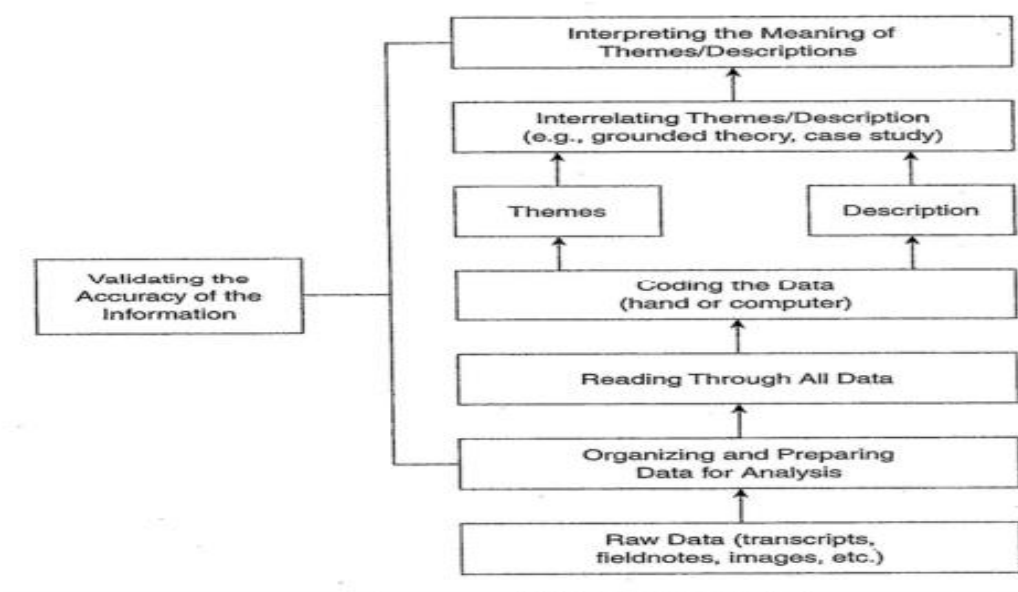 Interpreting the Meaning of
Themes/Descriptions
Interrelating Themes/Description
(e.g., grounded theory, case study)
Themes
Description
Validating the
Accuracy of the
Information
Coding the Data
(hand or computer)
Reading Through All Data
Organizing and Preparing
Data for Analysis
Raw Data (transcripts,
fieldnotes, images, etc.)